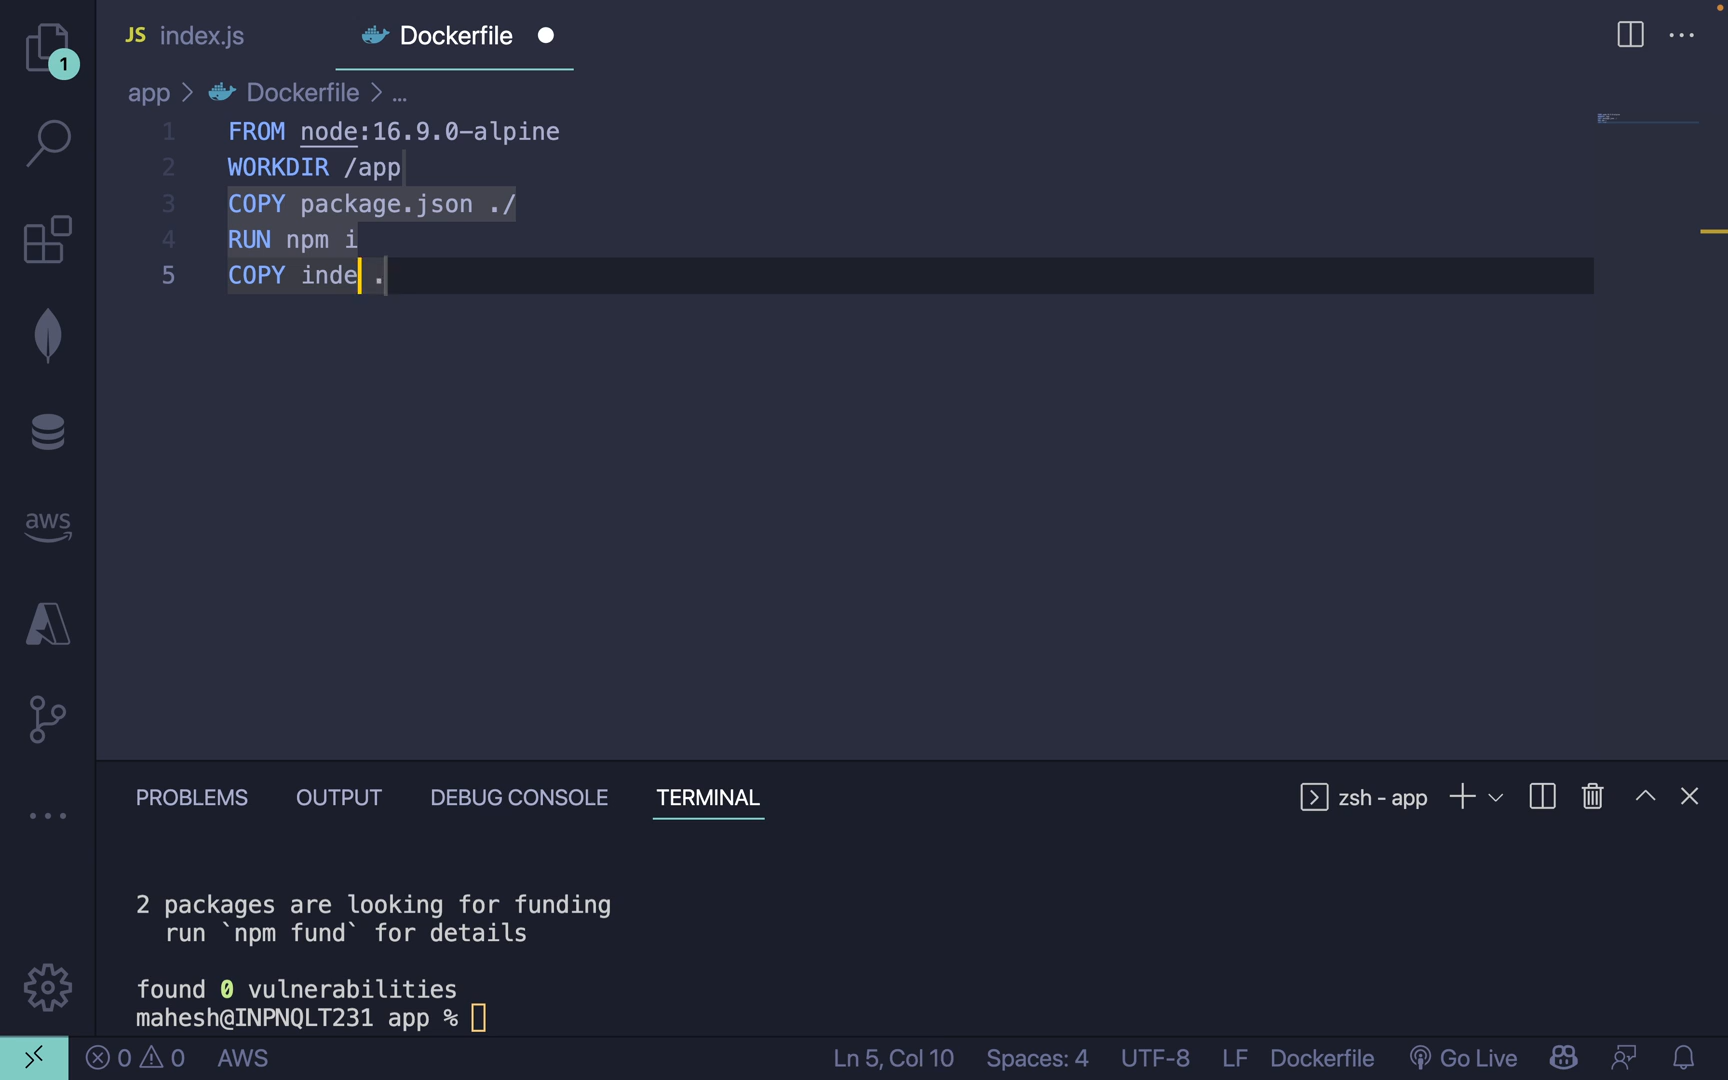 1
JS index.js
Dockerfile
app > Dockerfile > ...
1 FROM node:16.9.0-alpine
2 WORKDIR /app
3 COPY package.json ./
4 RUN npm i
5 COPY inde .
aws
PROBLEMS OUTPUT DEBUG CONSOLE TERMINAL
zsh - app
2 packages are looking for funding
run `npm fund` for details
found 0 vulnerabilities
mahesh@INPNQLT231 app %
0 0 AWS Ln 5, Col 10 Spaces: 4 UTF-8 LF Dockerfile Go Live